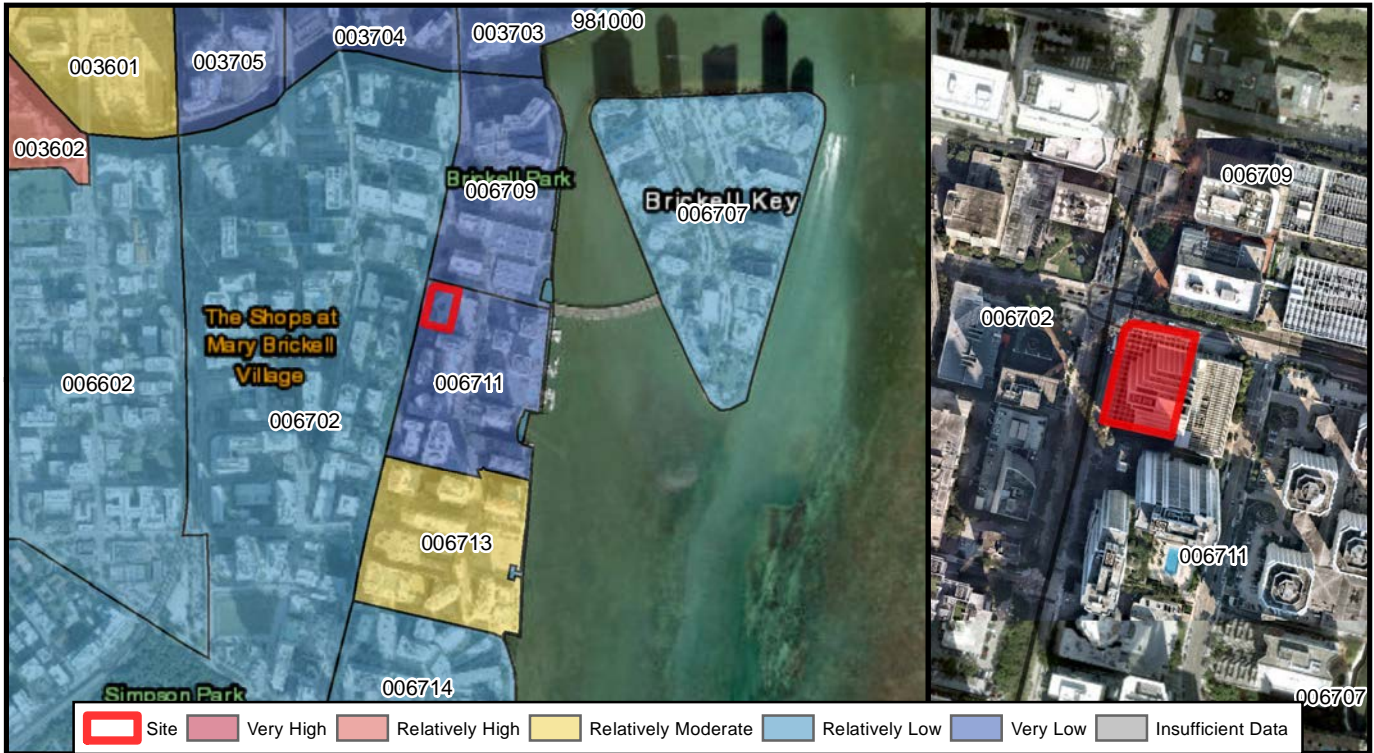 981000
003704
003703
003601
003705
003602
Brickell Park
006709
Brickell Key
006707
The Shops at
Mary Brickell
Village
006602
006711
006702
006713
Simpson Park
006714
006709
006702
006711
006707
Site
Very High
Relatively High
Relatively Moderate
Relatively Low
Very Low
Insufficient Data